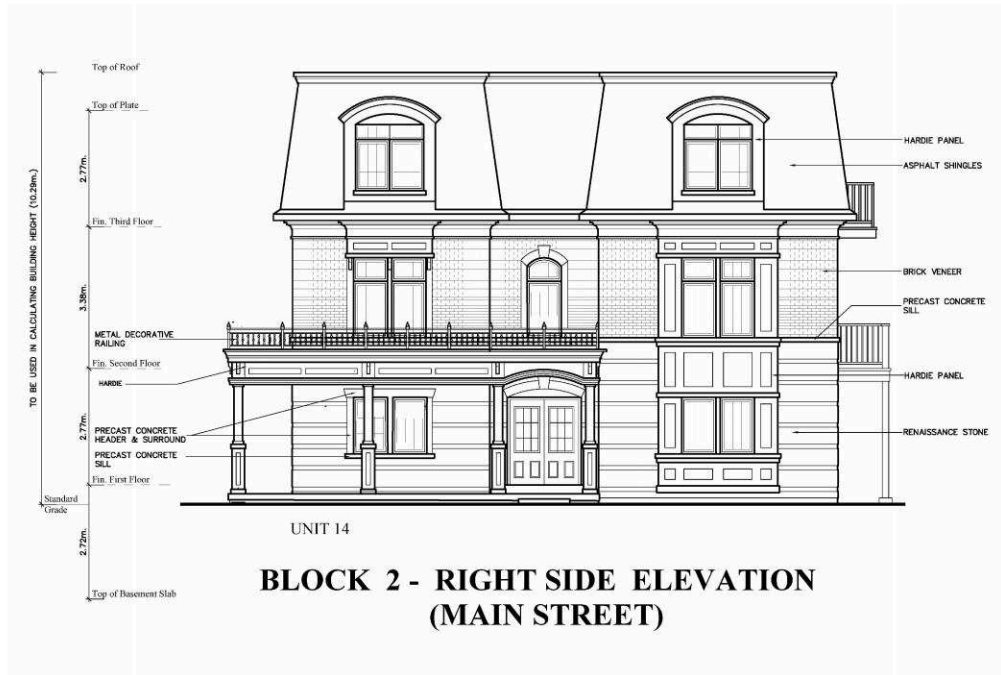 Top of Roof
Top of Plate
2.77m.
Fin. Third Floor
TO BE USED IN CALCULATING BUILDING HEIGHT (10.29m.)
3.38m.
METAL DECORATIVE
RAILING
Fin. Second Floor
HARDIE
2.77m.
PRECAST CONCRETE
HEADER & SURROUND
PRECAST CONCRETE
SILL
Fin. First Floor
Standard
Grade
2.72m.
Top of Basement Slab
HARDIE PANEL
ASPHALT SHINGLES
BRICK VENEER
PRECAST CONCRETE
SILL
HARDIE PANEL
RENAISSANCE STONE
UNIT 14
BLOCK 2 - RIGHT SIDE ELEVATION
(MAIN STREET)